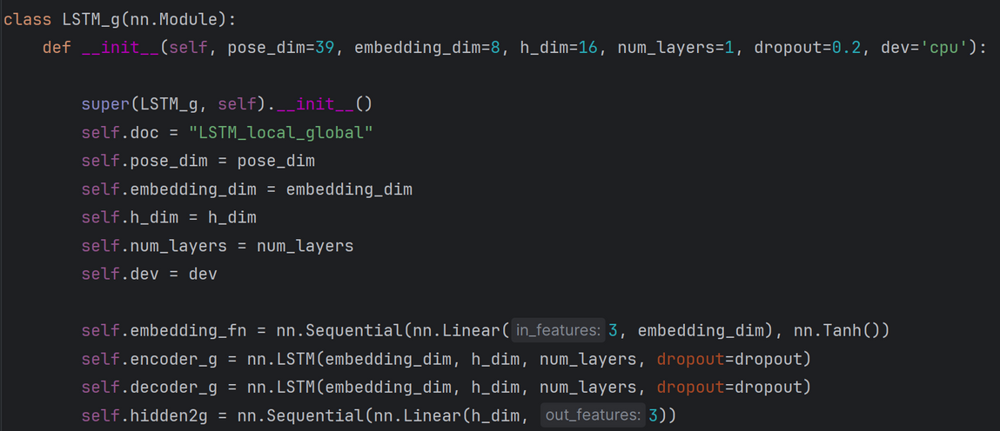 class LSTM_g(nn.Module):
def __init__(self, pose_dim=39, embedding_dim=8, h_dim=16, num_layers=1, dropout=0.2, dev='cpu'):
super(LSTM_g, self).__init__()
self.doc = "LSTM_local_global"
self.pose_dim = pose_dim
self.embedding_dim = embedding_dim
self.h_dim = h_dim
self.num_layers = num_layers
self.dev = dev
self.embedding_fn = nn.Sequential(nn.Linear( in_features: 3, embedding_dim), nn.Tanh())
self.encoder_g = nn.LSTM(embedding_dim, h_dim, num_layers, dropout=dropout)
self.decoder_g = nn.LSTM(embedding_dim, h_dim, num_layers, dropout=dropout)
self.hidden2g = nn.Sequential(nn.Linear(h_dim, out_features: 3))